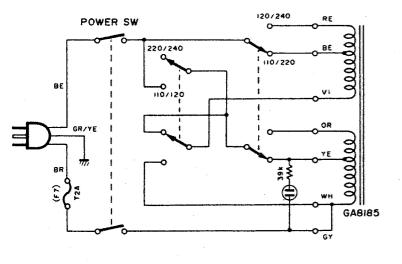 POWER SW
120/240
RE
220/240
BE
110/220
BE
110/120
Vi
GR/YE
OR
YE
BR
39k
(F7)
T2A
WH
GA8185
GY